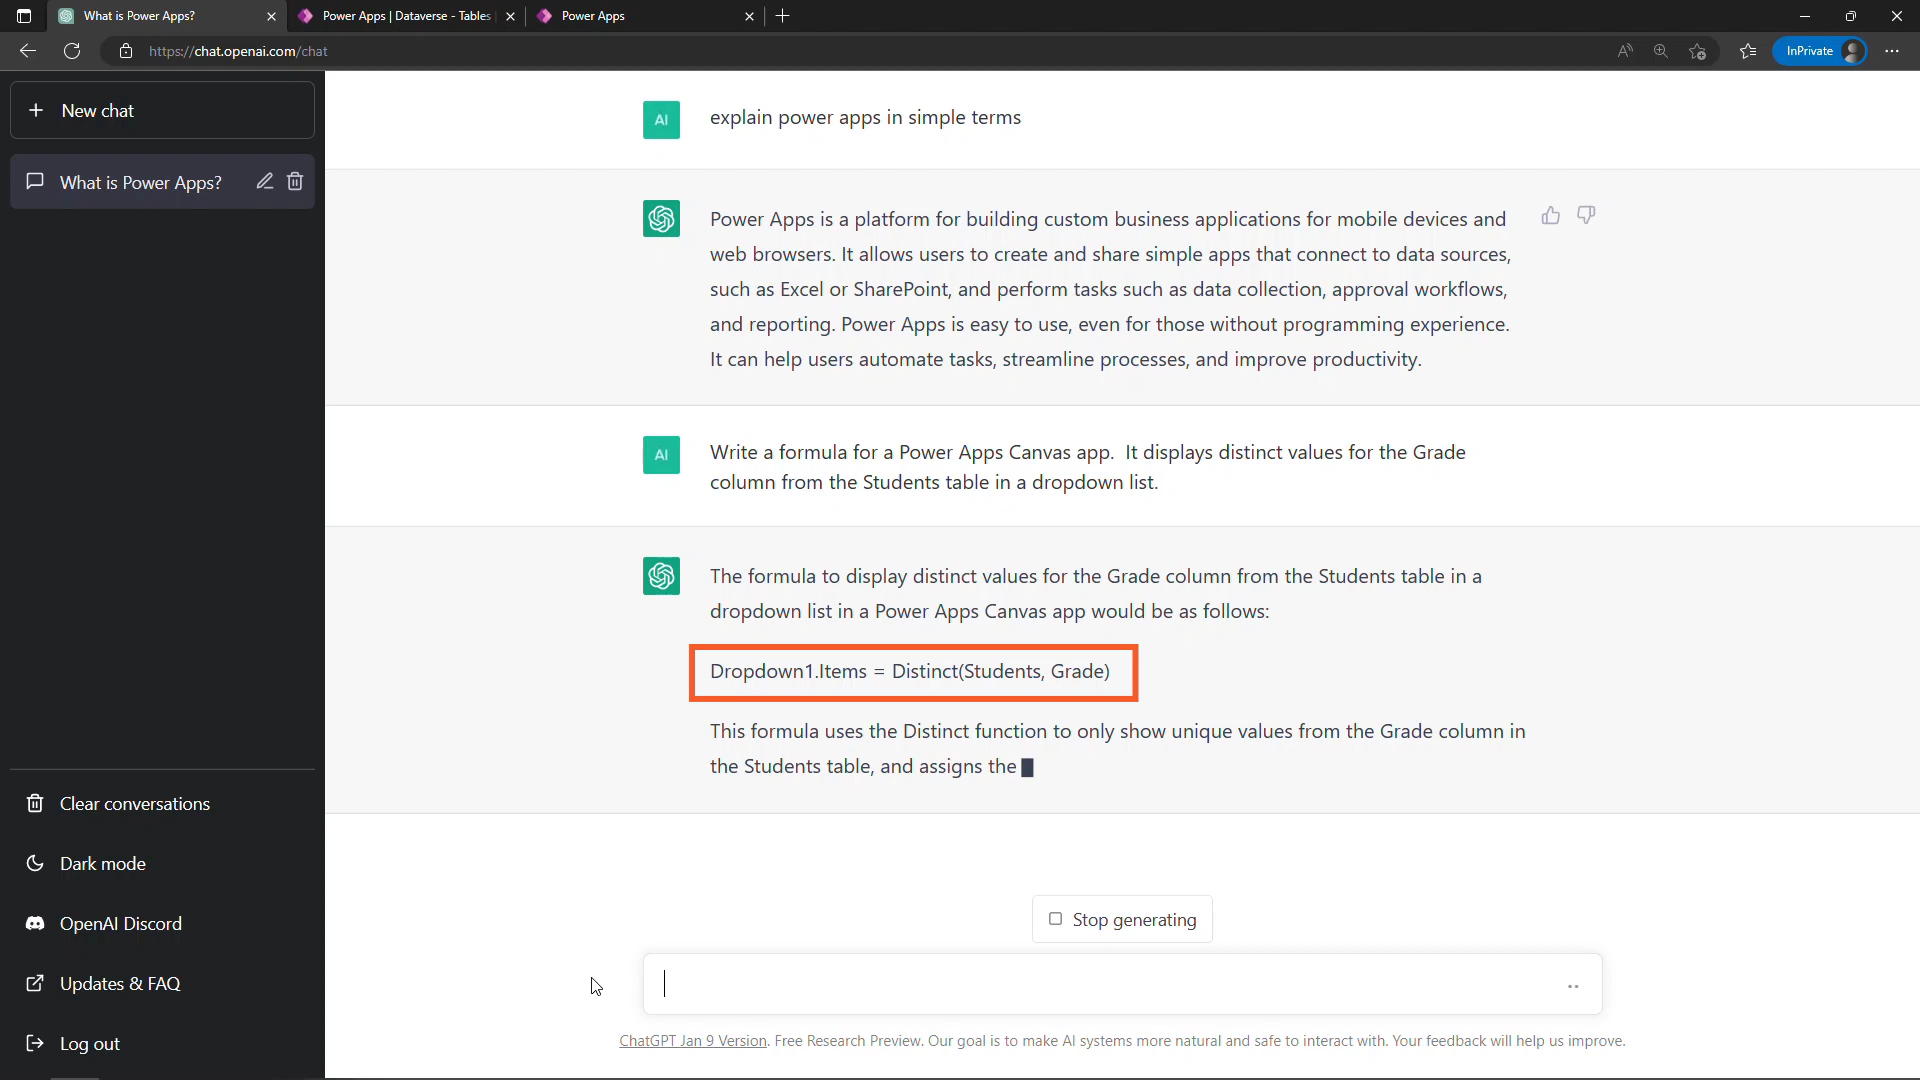 What is Power Apps?
Power Apps | Dataverse - Tables
Power Apps
https://chat.openai.com/chat
InPrivate
New chat
What is Power Apps?
Clear conversations
Dark mode
OpenAI Discord
Updates & FAQ
Log out
AI
explain power apps in simple terms
Power Apps is a platform for building custom business applications for mobile devices and
web browsers. It allows users to create and share simple apps that connect to data sources,
such as Excel or SharePoint, and perform tasks such as data collection, approval workflows,
and reporting. Power Apps is easy to use, even for those without programming experience.
It can help users automate tasks, streamline processes, and improve productivity.
AI
Write a formula for a Power Apps Canvas app.  It displays distinct values for the Grade
column from the Students table in a dropdown list.
The formula to display distinct values for the Grade column from the Students table in a
dropdown list in a Power Apps Canvas app would be as follows:
Dropdown1.Items = Distinct(Students, Grade)
This formula uses the Distinct function to only show unique values from the Grade column in
the Students table, and assigns the
Stop generating
ChatGPT Jan 9 Version. Free Research Preview. Our goal is to make AI systems more natural and safe to interact with. Your feedback will help us improve.